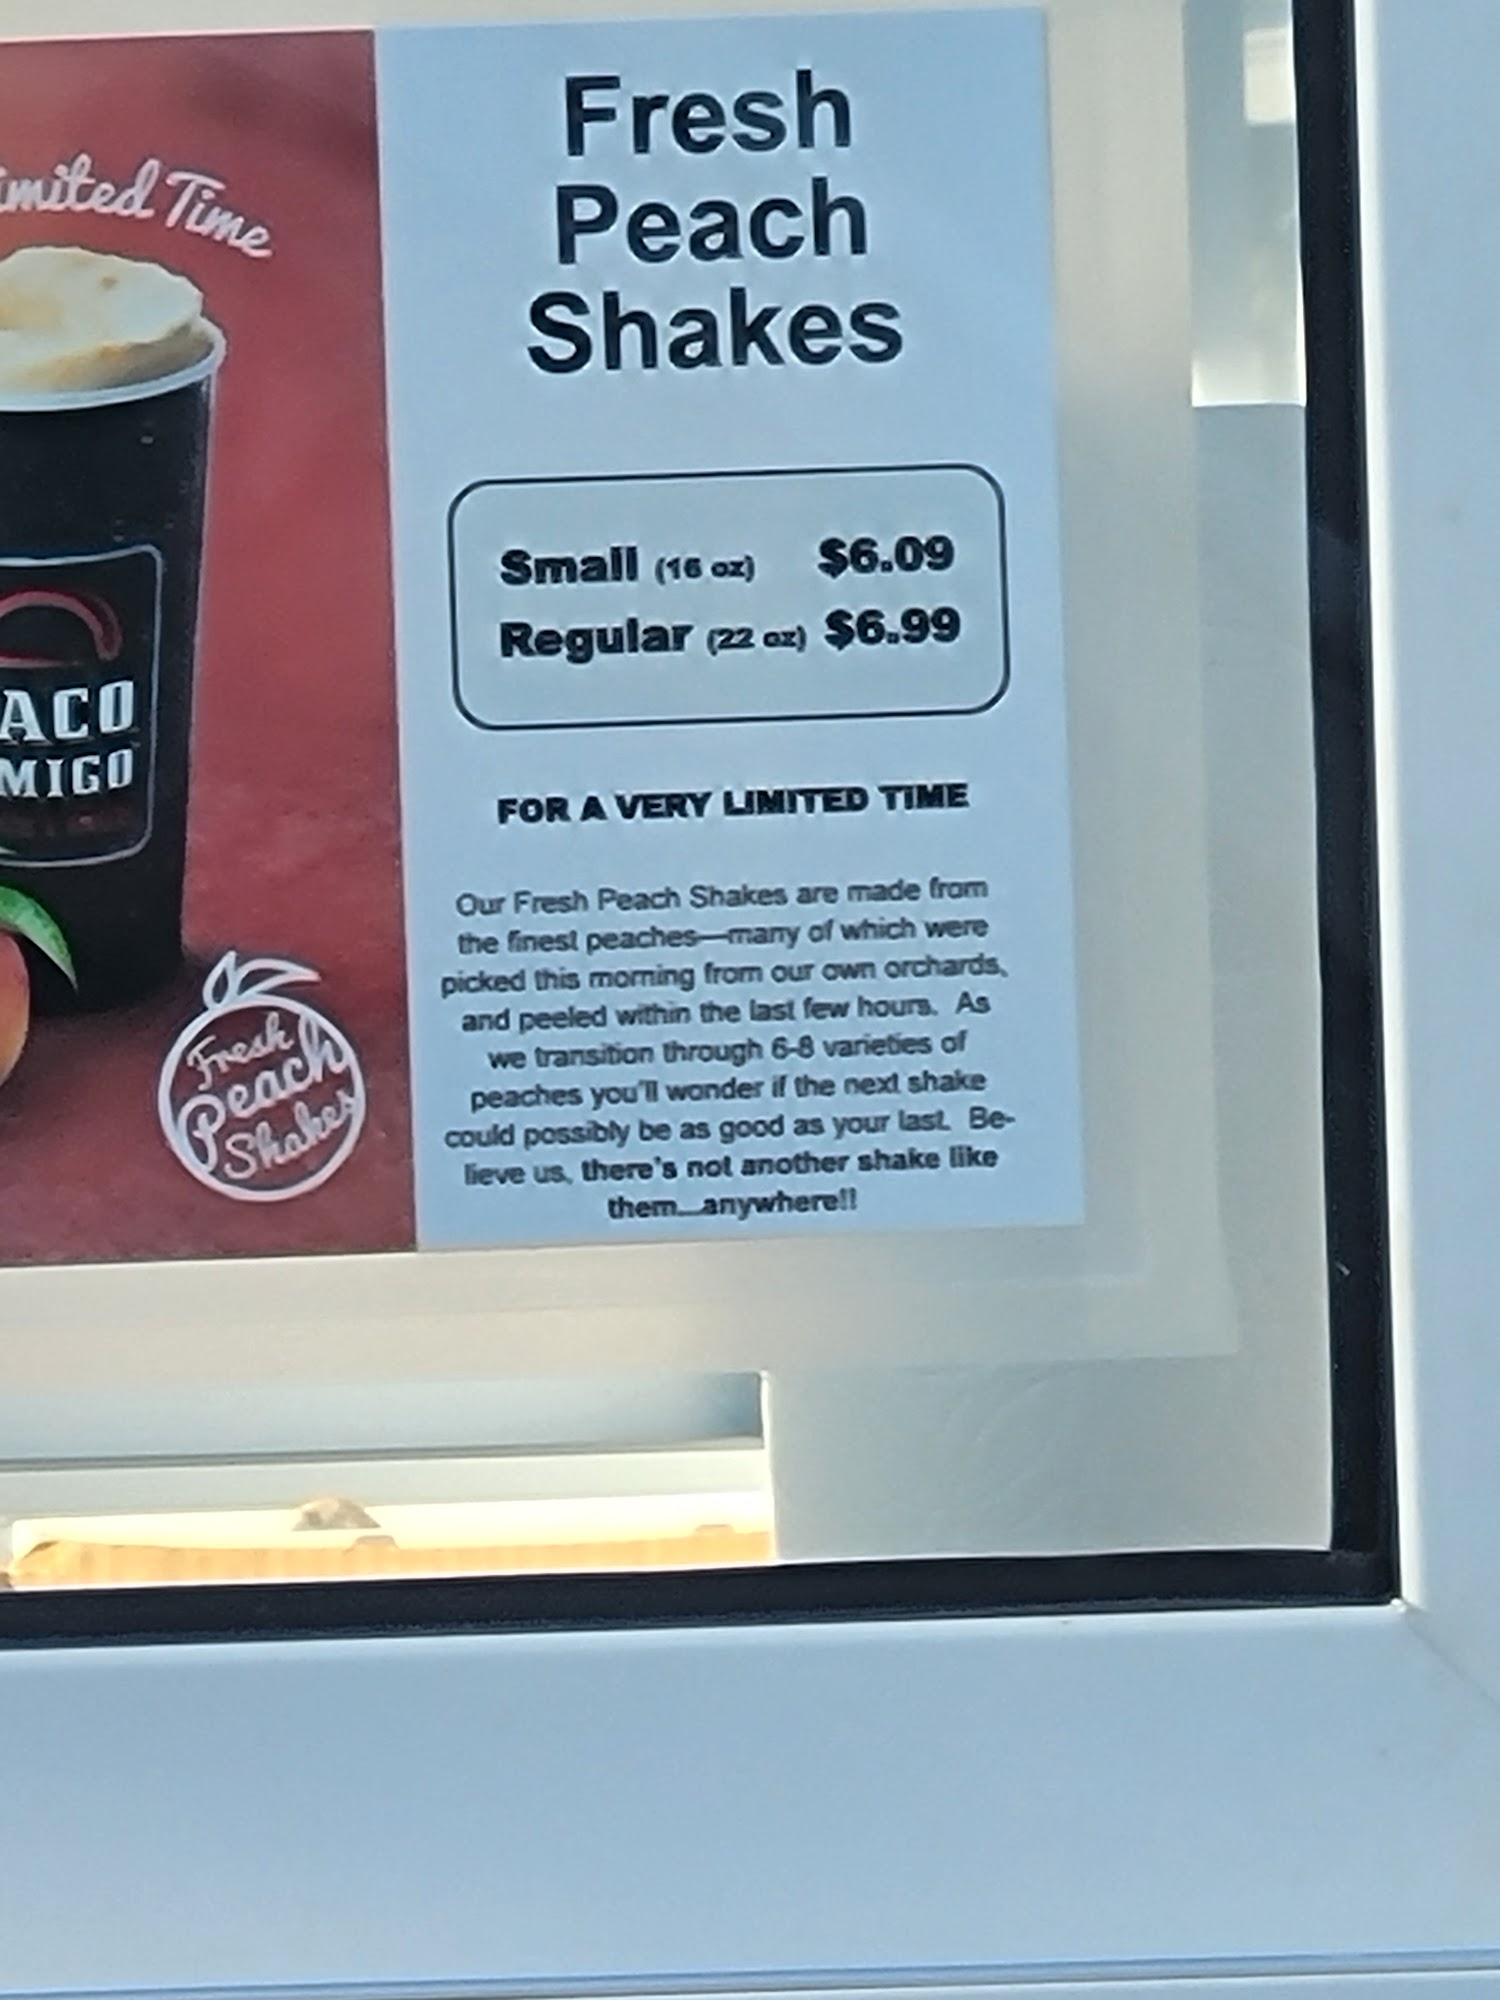 imited Time
ACO
MIGO
Fresh
Peach
Shakes
Fresh
Peach
Shakes
Small (16 oz) $6.09
Regular (22 oz) $6.99
FOR A VERY LIMITED TIME
Our Fresh Peach Shakes are made from
the finest peaches—many of which were
picked this morning from our own orchards,
and peeled within the last few hours. As
we transition through 6-8 varieties of
peaches you'll wonder if the next shake
could possibly be as good as your last. Be-
lieve us, there's not another shake like
them...anywhere!!